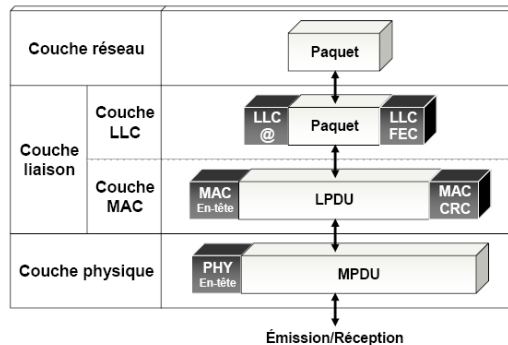 Couche réseau
Paquet
Couche
liaison
Couche
LLC
LLC
@
Paquet
LLC
FEC
Couche
MAC
MAC
En-tête
LPDU
MAC
CRC
Couche physique
PHY
En-tête
MPDU
Émission/Réception